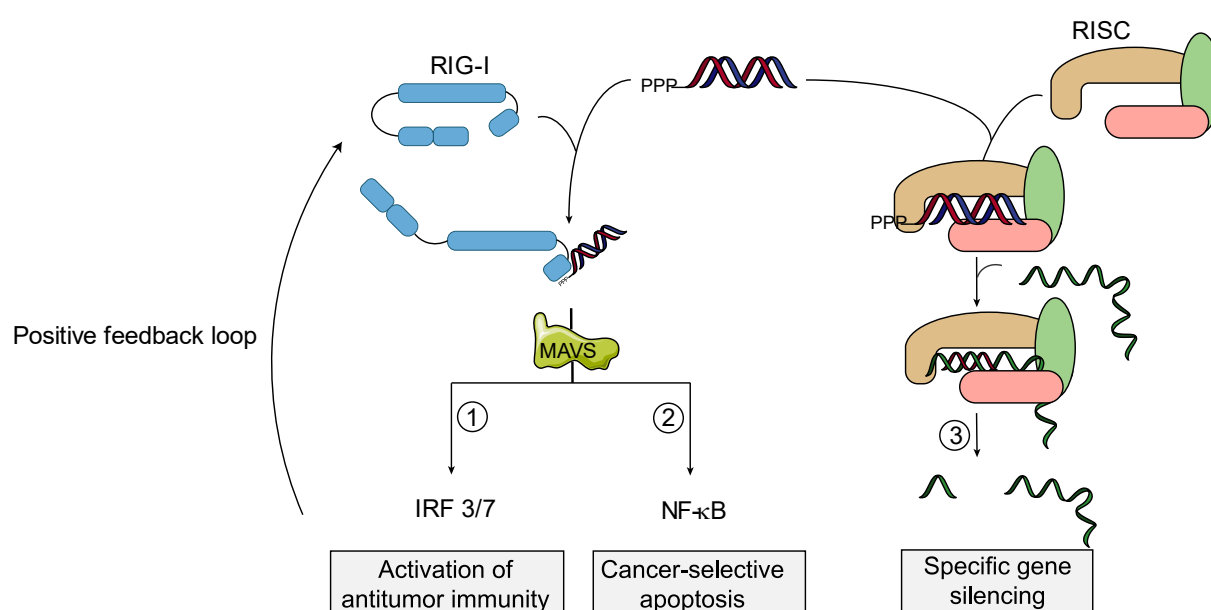 RISC
RIG-I
PPP
PPP
PPP
Positive feedback loop
MAVS
1
2
3
IRF 3/7
NF-κB
Activation of
antitumor immunity
Cancer-selective
apoptosis
Specific gene
silencing